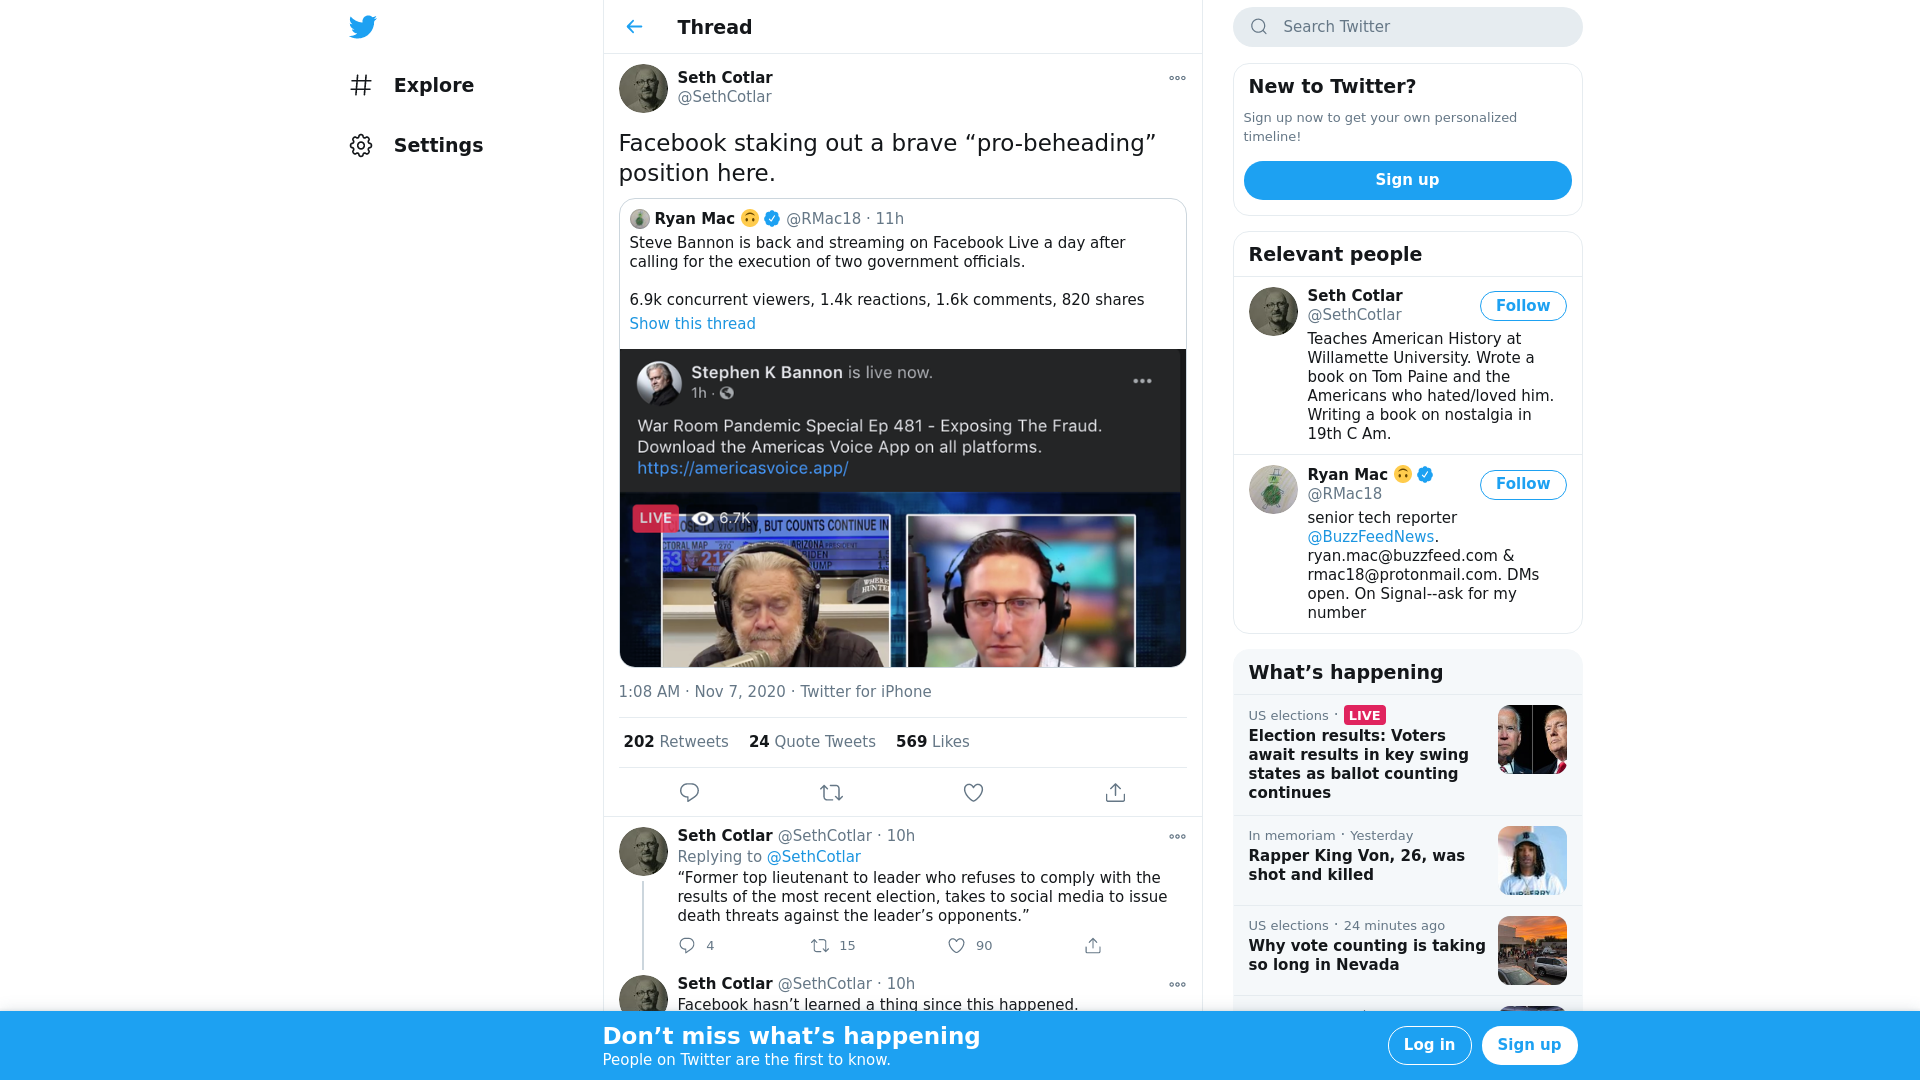 Explore
Settings
Thread
Seth Cotlar
@SethCotlar
Facebook staking out a brave “pro-beheading”
position here.
Ryan Mac 🙃 @RMac18 · 11h
Steve Bannon is back and streaming on Facebook Live a day after
calling for the execution of two government officials.
6.9k concurrent viewers, 1.4k reactions, 1.6k comments, 820 shares
Show this thread
Stephen K Bannon is live now.
1h ·
War Room Pandemic Special Ep 481 - Exposing The Fraud.
Download the Americas Voice App on all platforms.
https://americasvoice.app/
LIVE 6.7K
VICTORY, BUT COUNTS CONTINUE IN
ARIZONA
1:08 AM · Nov 7, 2020 · Twitter for iPhone
202 Retweets 24 Quote Tweets 569 Likes
Seth Cotlar @SethCotlar · 10h
Replying to @SethCotlar
“Former top lieutenant to leader who refuses to comply with the
results of the most recent election, takes to social media to issue
death threats against the leader’s opponents.”
4 15 90
Seth Cotlar @SethCotlar · 10h
Facebook hasn’t learned a thing since this happened.
Search Twitter
New to Twitter?
Sign up now to get your own personalized
timeline!
Sign up
Relevant people
Seth Cotlar
@SethCotlar
Follow
Teaches American History at
Willamette University. Wrote a
book on Tom Paine and the
Americans who hated/loved him.
Writing a book on nostalgia in
19th C Am.
Ryan Mac 🙃
@RMac18
Follow
senior tech reporter
@BuzzFeedNews.
ryan.mac@buzzfeed.com &
rmac18@protonmail.com. DMs
open. On Signal--ask for my
number
What’s happening
US elections · LIVE
Election results: Voters
await results in key swing
states as ballot counting
continues
In memoriam · Yesterday
Rapper King Von, 26, was
shot and killed
US elections · 24 minutes ago
Why vote counting is taking
so long in Nevada
Don’t miss what’s happening
People on Twitter are the first to know.
Log in
Sign up